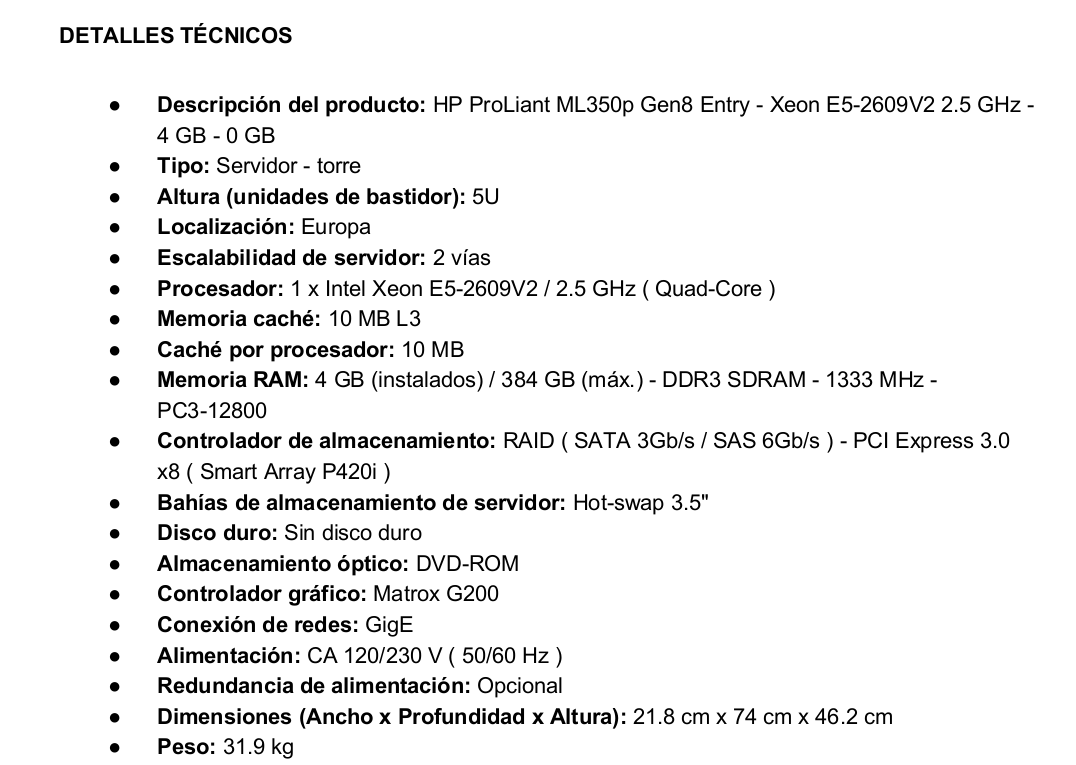 DETALLES TÉCNICOS
● Descripción del producto: HP ProLiant ML350p Gen8 Entry - Xeon E5-2609V2 2.5 GHz -
4 GB - 0 GB
● Tipo: Servidor - torre
● Altura (unidades de bastidor): 5U
● Localización: Europa
● Escalabilidad de servidor: 2 vías
● Procesador: 1 x Intel Xeon E5-2609V2 / 2.5 GHz ( Quad-Core )
● Memoria caché: 10 MB L3
● Caché por procesador: 10 MB
● Memoria RAM: 4 GB (instalados) / 384 GB (máx.) - DDR3 SDRAM - 1333 MHz -
PC3-12800
● Controlador de almacenamiento: RAID ( SATA 3Gb/s / SAS 6Gb/s ) - PCI Express 3.0
x8 ( Smart Array P420i )
● Bahías de almacenamiento de servidor: Hot-swap 3.5"
● Disco duro: Sin disco duro
● Almacenamiento óptico: DVD-ROM
● Controlador gráfico: Matrox G200
● Conexión de redes: GigE
● Alimentación: CA 120/230 V ( 50/60 Hz )
● Redundancia de alimentación: Opcional
● Dimensiones (Ancho x Profundidad x Altura): 21.8 cm x 74 cm x 46.2 cm
● Peso: 31.9 kg